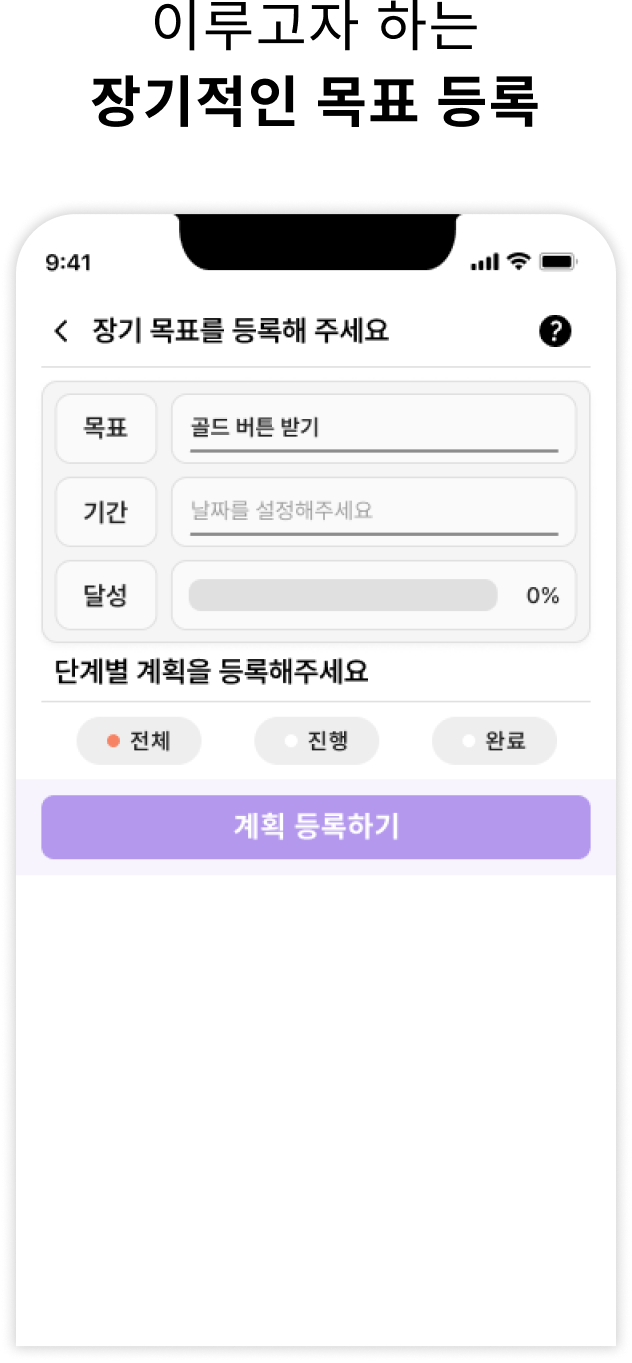 이루고자 하는
장기적인 목표 등록
9:41
장기 목표를 등록해 주세요
?
목표 골드 버튼 받기
기간 날짜를 설정해주세요
달성 0%
단계별 계획을 등록해주세요
전체 진행 완료
계획 등록하기